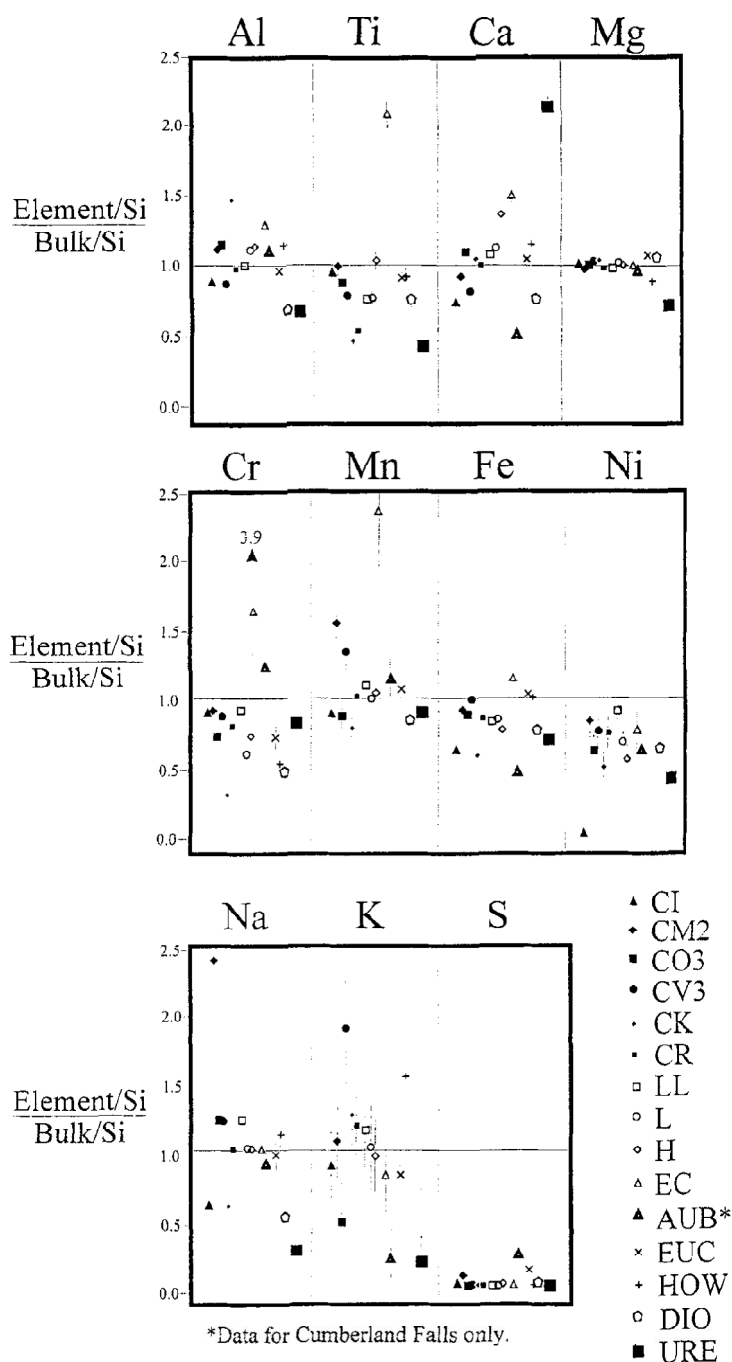 Al Ti Ca Mg
2.5
2.0
1.5
1.0
0.5
0.0
Element/Si
Bulk/Si
Cr Mn Fe Ni
2.5
3.9
2.0
1.5
1.0
0.5
0.0
Element/Si
Bulk/Si
Na K S
2.5
2.0
1.5
1.0
0.5
0.0
Element/Si
Bulk/Si
CI
CM2
CO3
CV3
CK
CR
LL
L
H
EC
AUB*
EUC
HOW
DIO
URE
*Data for Cumberland Falls only.